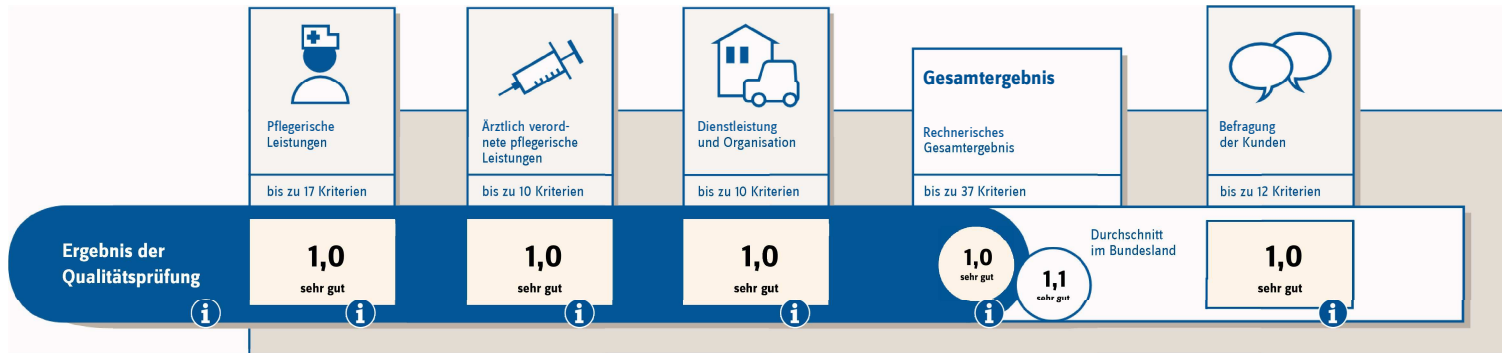 Pflegerische
Leistungen
bis zu 17 Kriterien
Ärztlich verord-
nete pflegerische
Leistungen
bis zu 10 Kriterien
Dienstleistung
und Organisation
bis zu 10 Kriterien
Gesamtergebnis
Rechnerisches
Gesamtergebnis
bis zu 37 Kriterien
Befragung
der Kunden
bis zu 12 Kriterien
Ergebnis der
Qualitätsprüfung
i
1,0
sehr gut
i
1,0
sehr gut
i
1,0
sehr gut
i
1,0
sehr gut
i
1,1
sehr gut
Durchschnitt
im Bundesland
1,0
sehr gut
i